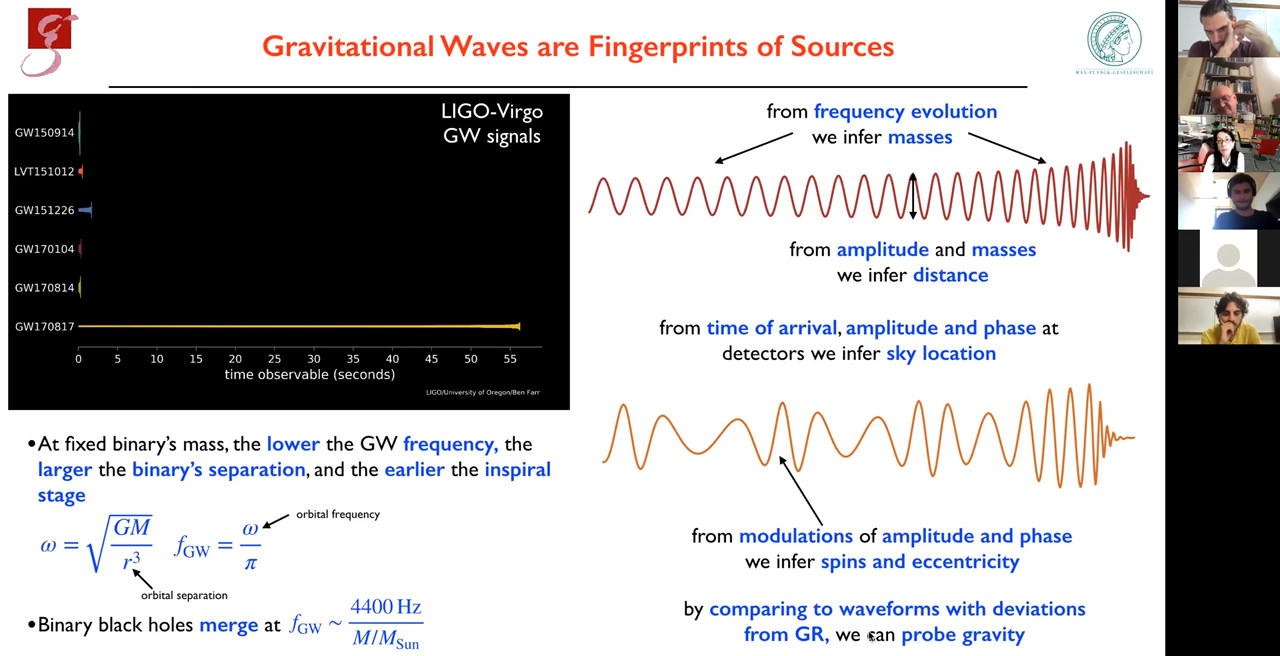 Gravitational Waves are Fingerprints of Sources
MAX-PLANCK-GESELLSCHAFT
LIGO-Virgo
GW signals
GW150914
LVT151012
GW151226
GW170104
GW170814
GW170817
0 5 10 15 20 25 30 35 40 45 50 55
time observable (seconds)
LIGO/University of Oregon/Ben Farr
•At fixed binary's mass, the lower the GW frequency, the
larger the binary's separation, and the earlier the inspiral
stage
orbital frequency
ω = √(GM/r³) f_GW = ω/π
orbital separation
•Binary black holes merge at f_GW ~ 4400 Hz / M/M_Sun
from frequency evolution
we infer masses
from amplitude and masses
we infer distance
from time of arrival, amplitude and phase at
detectors we infer sky location
from modulations of amplitude and phase
we infer spins and eccentricity
by comparing to waveforms with deviations
from GR, we can probe gravity